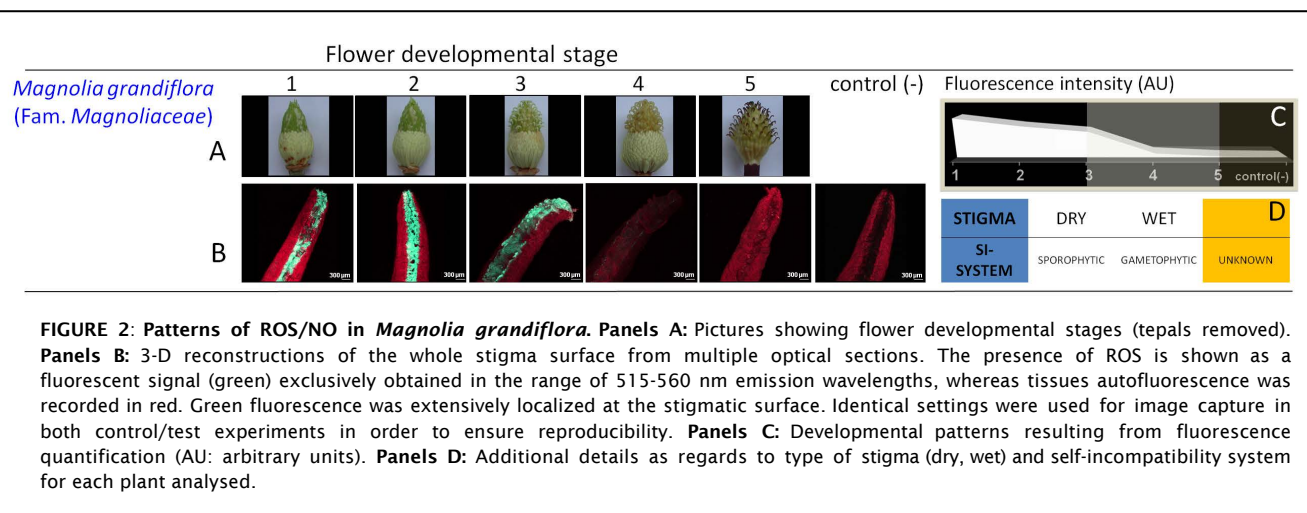 Flower developmental stage
Magnolia grandiflora
(Fam. Magnoliaceae)
1 2 3 4 5 control (-)
A
300 µm 300 µm 300 µm 300 µm 300 µm 300 µm
B
Fluorescence intensity (AU)
C
1 2 3 4 5 control(-)
D
STIGMA DRY WET
SI-
SYSTEM SPOROPHYTIC GAMETOPHYTIC UNKNOWN
FIGURE 2: Patterns of ROS/NO in Magnolia grandiflora. Panels A: Pictures showing flower developmental stages (tepals removed).
Panels B: 3-D reconstructions of the whole stigma surface from multiple optical sections. The presence of ROS is shown as a
fluorescent signal (green) exclusively obtained in the range of 515-560 nm emission wavelengths, whereas tissues autofluorescence was
recorded in red. Green fluorescence was extensively localized at the stigmatic surface. Identical settings were used for image capture in
both control/test experiments in order to ensure reproducibility. Panels C: Developmental patterns resulting from fluorescence
quantification (AU: arbitrary units). Panels D: Additional details as regards to type of stigma (dry, wet) and self-incompatibility system
for each plant analysed.